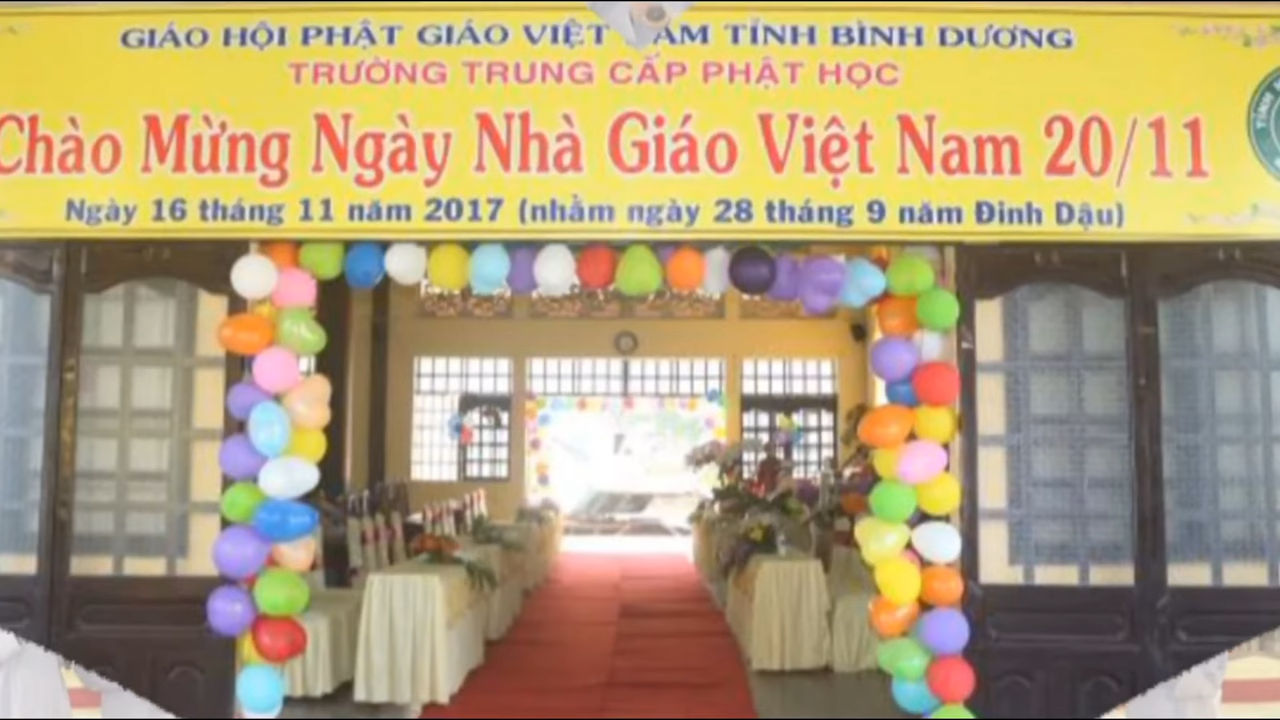 GIÁO HỘI PHẬT GIÁO VIỆT TỈNH BÌNH DƯƠNG
TRƯỜNG TRUNG CẤP PHẬT HỌC
Chào Mừng Ngày Nhà Giáo Việt Nam 20/11
Ngày 16 tháng 11 năm 2017 (nhằm ngày 28 tháng 9 năm Đinh Dậu)